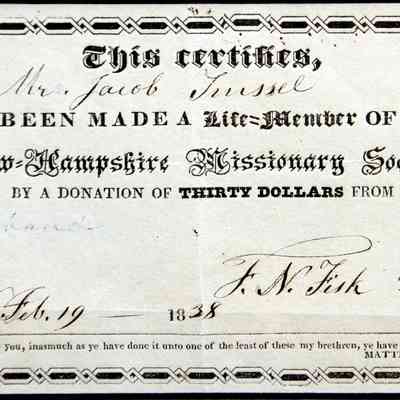 This certifies,
Mrs. Jacob Trussel
BEEN MADE A Life=Member OF
w-Hampshire Missionary Soc
BY A DONATION OF THIRTY DOLLARS FROM
band
F. N. Fisk
Feb. 19 — 1838
you, inasmuch as ye have done it unto one of the least of these my brethren, ye have
MATT